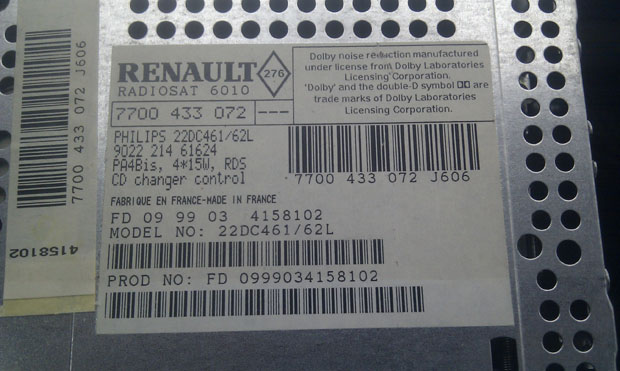 7700 433 072 J606
4158102
RENAULT 276
RADIOSAT 6010
7700 433 072 ---
Dolby noise reduction manufactured
under license from Dolby Laboratories
Licensing Corporation.
'Dolby' and the double-D symbol are
trade marks of Dolby Laboratories
Licensing Corporation.
PHILIPS 22DC461/62L
9022 214 61624
PA4Bis, 4*15W, RDS
CD changer control
7700 433 072 J606
FABRIQUE EN FRANCE-MADE IN FRANCE
FD 09 99 03 4158102
MODEL NO: 22DC461/62L
PROD NO: FD 0999034158102